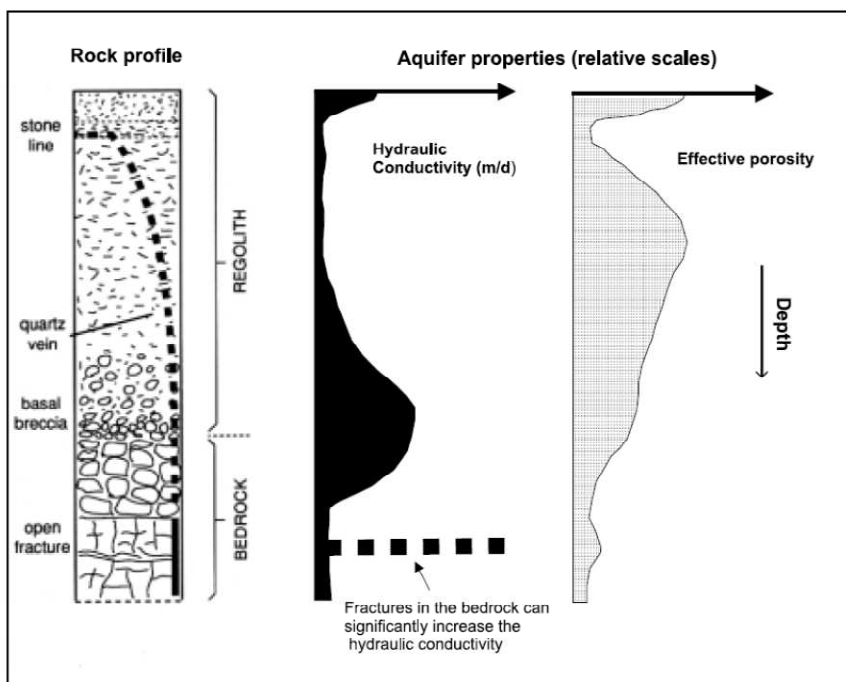 Rock profile
Aquifer properties (relative scales)
stone
line
quartz
vein
basal
breccia
open
fracture
REGOLITH
BEDROCK
Hydraulic
Conductivity (m/d)
Effective porosity
Depth
Fractures in the bedrock can
significantly increase the
hydraulic conductivity